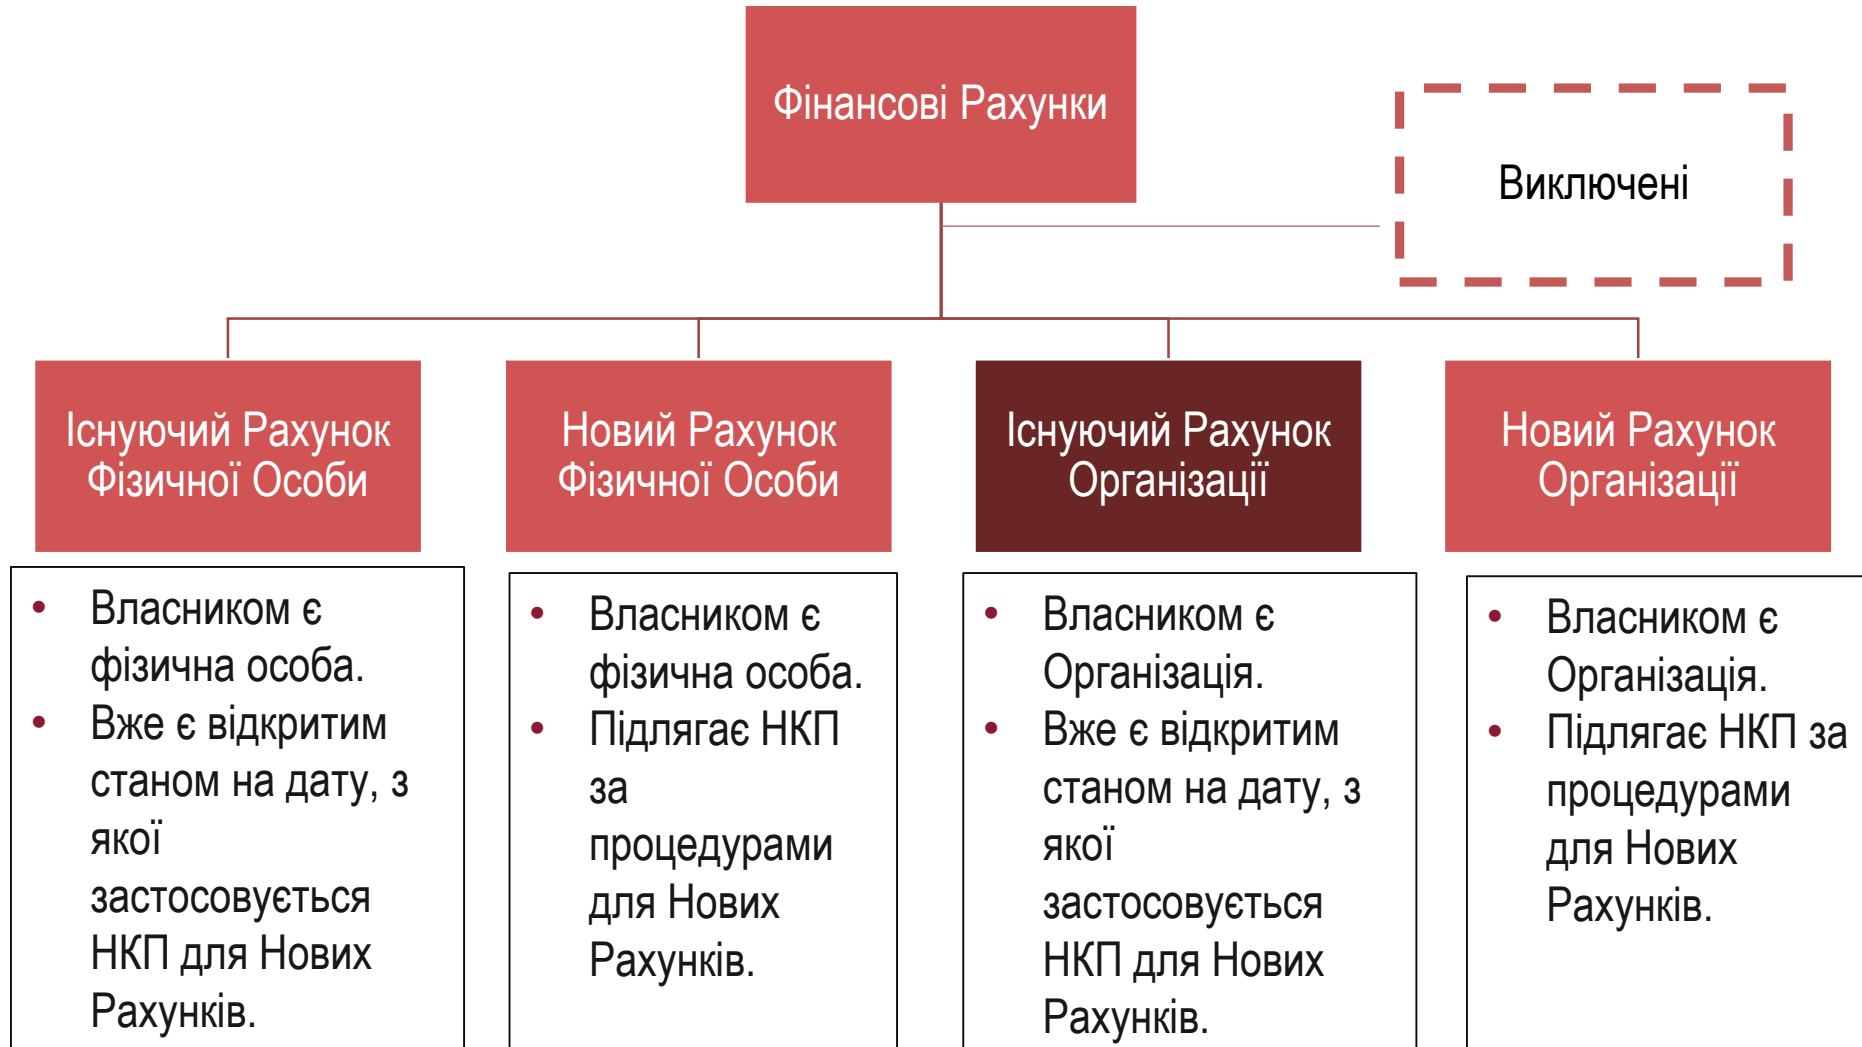 Фінансові Рахунки
Виключені
Існуючий Рахунок
Фізичної Особи
Новий Рахунок
Фізичної Особи
Існуючий Рахунок
Організації
Новий Рахунок
Організації
• Власником є
фізична особа.
• Вже є відкритим
станом на дату, з
якої
застосовується
НКП для Нових
Рахунків.
• Власником є
фізична особа.
• Підлягає НКП
за
процедурами
для Нових
Рахунків.
• Власником є
Організація.
• Вже є відкритим
станом на дату, з
якої
застосовується
НКП для Нових
Рахунків.
• Власником є
Організація.
• Підлягає НКП за
процедурами
для Нових
Рахунків.